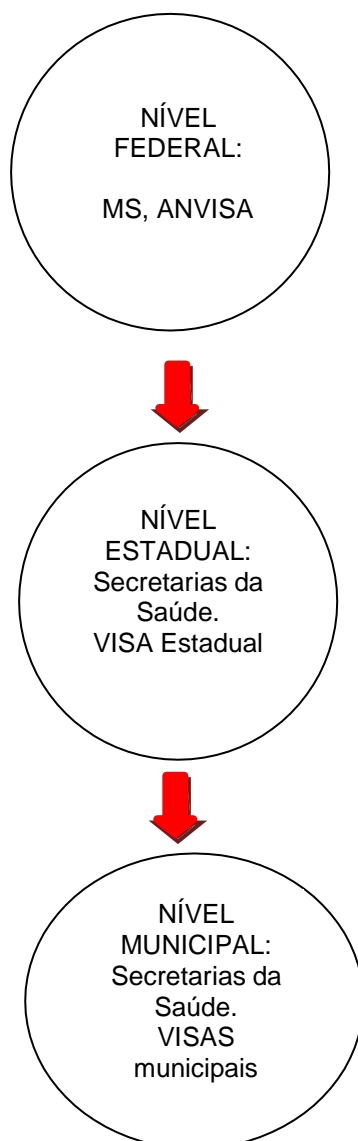 NÍVEL
FEDERAL:
MS, ANVISA
NÍVEL
ESTADUAL:
Secretarias da
Saúde.
VISA Estadual
NÍVEL
MUNICIPAL:
Secretarias da
Saúde.
VISAS
municipais